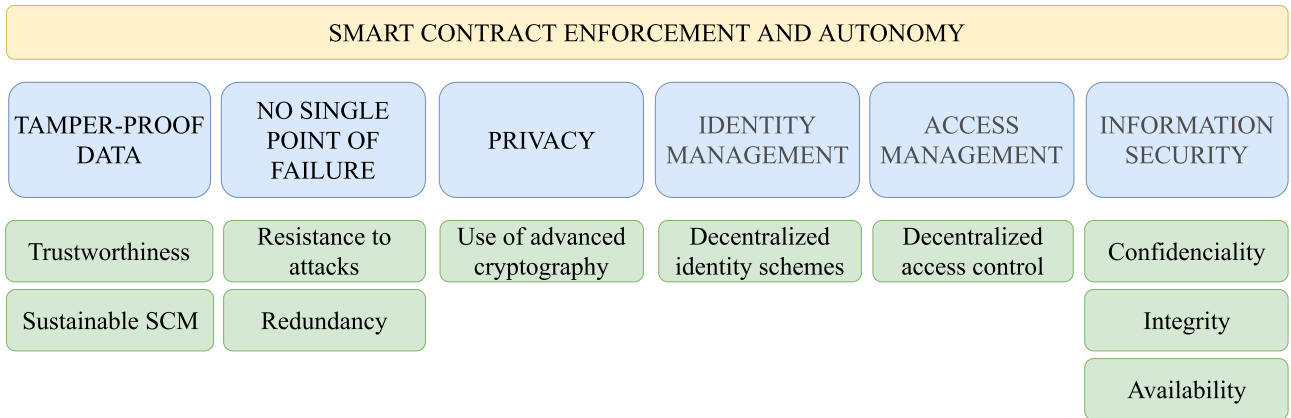 SMART CONTRACT ENFORCEMENT AND AUTONOMY
TAMPER-PROOF
DATA
NO SINGLE
POINT OF
FAILURE
PRIVACY
IDENTITY
MANAGEMENT
ACCESS
MANAGEMENT
INFORMATION
SECURITY
Trustworthiness
Resistance to
attacks
Use of advanced
cryptography
Decentralized
identity schemes
Decentralized
access control
Confidenciality
Sustainable SCM
Redundancy
Integrity
Availability